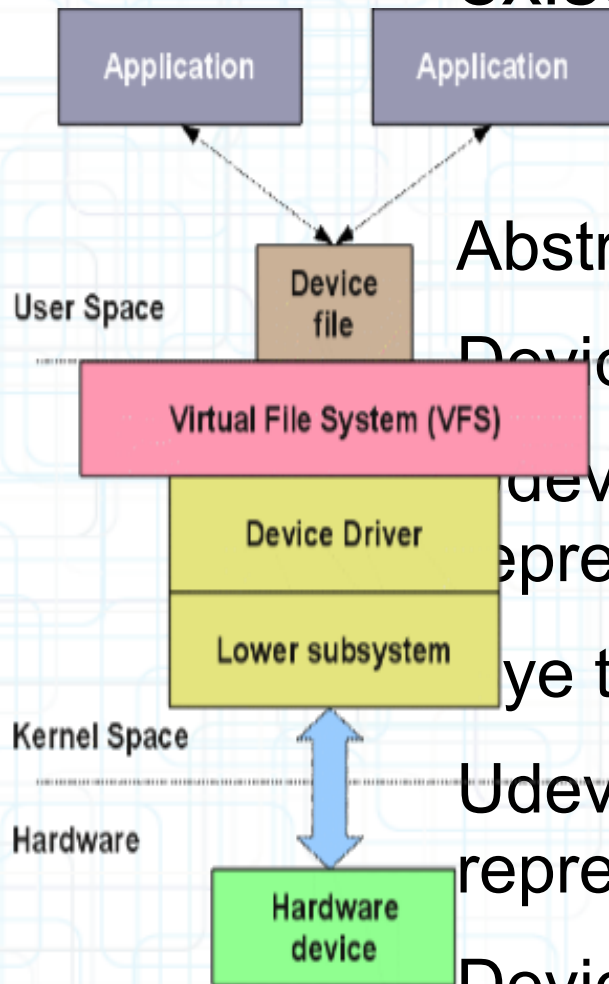 Application
Application
Device
file
User Space
Virtual File System (VFS)
Device Driver
Lower subsystem
Kernel Space
Hardware
Hardware
device
Abstr
Udev
repre